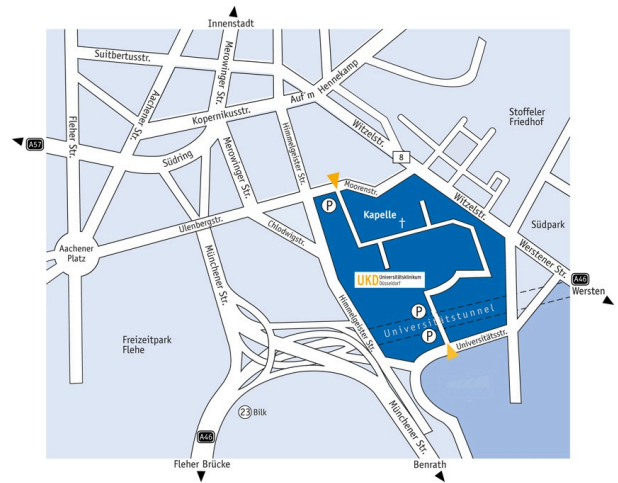 Innenstadt
Suitbertusstr.
Merowinger Str.
Auf'm Hennekamp
Aachener Str.
Kopernikusstr.
Witzelstr.
Stoffeler
Friedhof
Fleher Str.
A57
Südring
Merowinger Str.
Himmelgeister Str.
8
Moorenstr.
P
Kapelle
Witzelstr.
Südpark
Ulenbergstr.
Chlodwigstr.
Aachener
Platz
Münchener Str.
Werstener Str.
A46
Wersten
UKD Universitätsklinikum
Düsseldorf
Himmelgeister Str.
P
Universitätstunnel
P
Universitätsstr.
Freizeitpark
Flehe
23 Bilk
Münchener Str.
A46
Fleher Brücke
Benrath